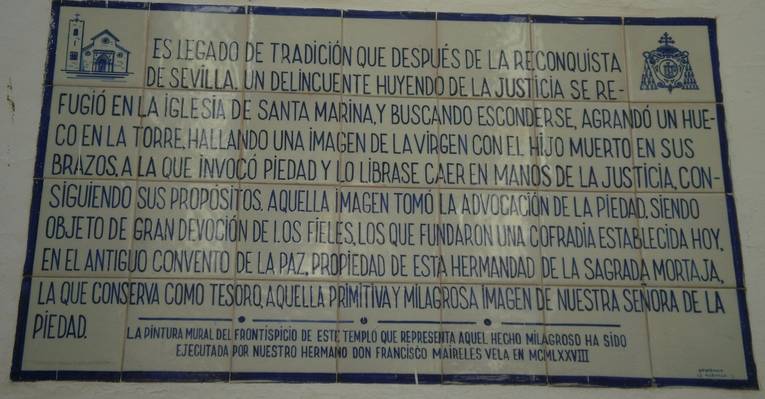 ES LEGADO DE TRADICIÓN QUE DESPUÉS DE LA RECONQUISTA
DE SEVILLA, UN DELINCUENTE HUYENDO DE LA JUSTICIA SE RE-
FUGIÓ EN LA IGLESIA DE SANTA MARINA, Y BUSCANDO ESCONDERSE, AGRANDÓ UN HUE-
CO EN LA TORRE, HALLANDO UNA IMAGEN DE LA VIRGEN CON EL HIJO MUERTO EN SUS
BRAZOS, A LA QUE INVOCÓ PIEDAD Y LO LÍBRASE CAER EN MANOS DE LA JUSTICIA, CON-
SIGUIENDO SUS PROPÓSITOS. AQUELLA IMAGEN TOMÓ LA ADVOCACIÓN DE LA PIEDAD, SIENDO
OBJETO DE GRAN DEVOCIÓN DE LOS FIELES, LOS QUE FUNDARON UNA COFRADÍA ESTABLECIDA HOY,
EN EL ANTIGUO CONVENTO DE LA PAZ, PROPIEDAD DE ESTA HERMANDAD DE LA SAGRADA MORTAJA,
LA QUE CONSERVA COMO TESORO, AQUELLA PRIMITIVA Y MILAGROSA IMAGEN DE NUESTRA SEÑORA DE LA
PIEDAD.
LA PINTURA MURAL DEL FRONTISPICIO DE ESTE TEMPLO QUE REPRESENTA AQUEL HECHO MILAGROSO HA SIDO
EJECUTADA POR NUESTRO HERMANO DON FRANCISCO MAIRELES VELA EN MCMLXXVIII